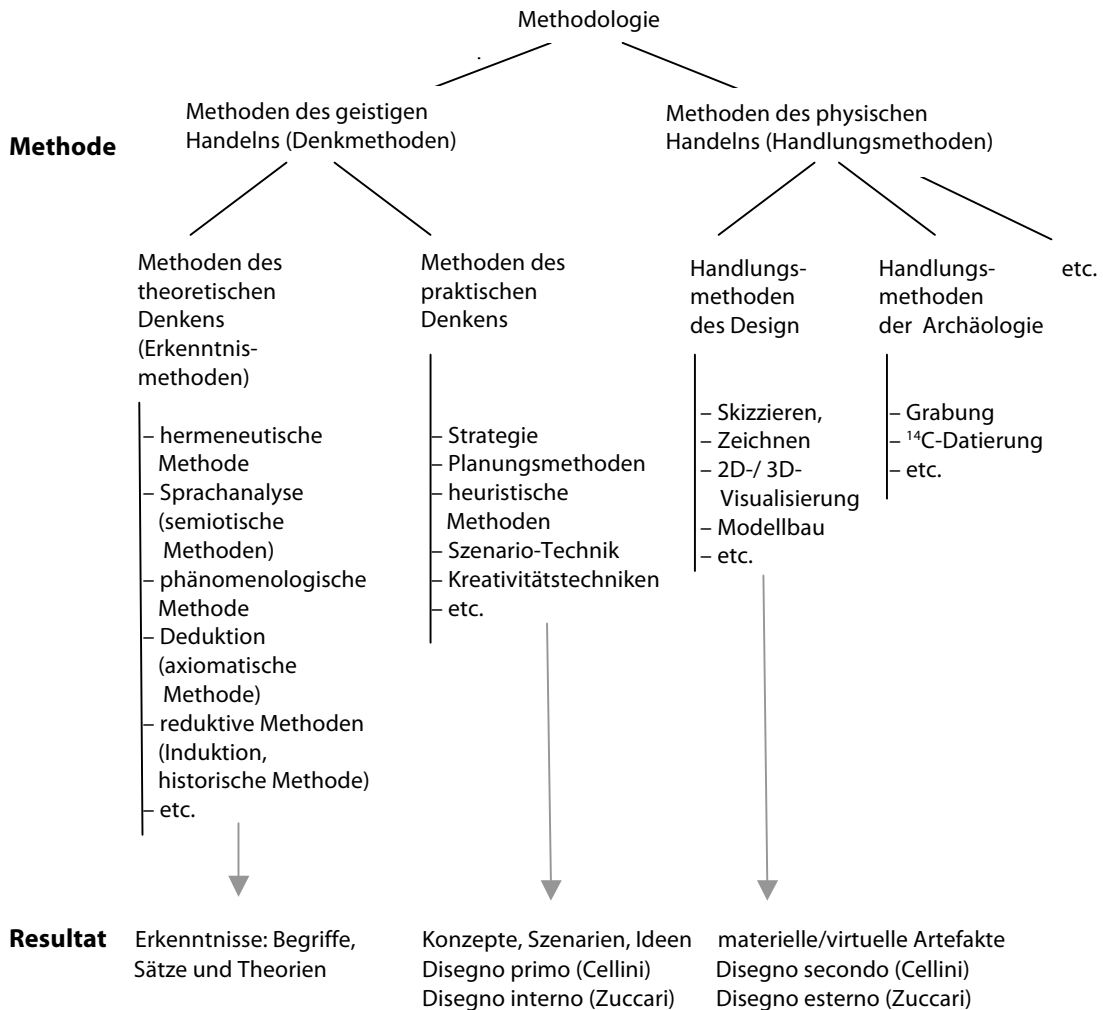 Methodologie
Methode
Methoden des geistigen
Handelns (Denkmethoden)
Methoden des physischen
Handelns (Handlungsmethoden)
Methoden des
theoretischen
Denkens
(Erkenntnis-
methoden)
– hermeneutische
Methode
– Sprachanalyse
(semiotische
Methoden)
– phänomenologische
Methode
– Deduktion
(axiomatische
Methode)
– reduktive Methoden
(Induktion,
historische Methode)
– etc.
Methoden des
praktischen
Denkens
– Strategie
– Planungsmethoden
– heuristische
Methoden
– Szenario-Technik
– Kreativitätstechniken
– etc.
Handlungs-
methoden
des Design
– Skizzieren,
– Zeichnen
– 2D-/ 3D-
Visualisierung
– Modellbau
– etc.
Handlungs-
methoden
der Archäologie
– Grabung
– ¹⁴C-Datierung
– etc.
etc.
Resultat
Erkenntnisse: Begriffe,
Sätze und Theorien
Konzepte, Szenarien, Ideen
Disegno primo (Cellini)
Disegno interno (Zuccari)
materielle/virtuelle Artefakte
Disegno secondo (Cellini)
Disegno esterno (Zuccari)